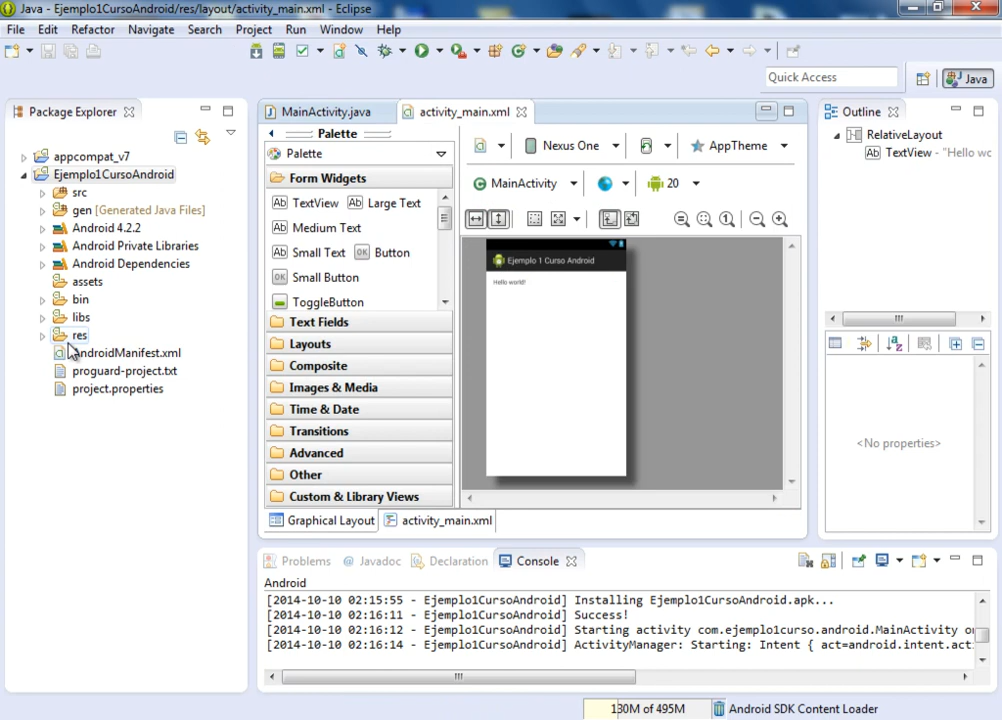 Java - Ejemplo1CursoAndroid/res/layout/activity_main.xml - Eclipse
File Edit Refactor Navigate Search Project Run Window Help
Quick Access
Java
Package Explorer
appcompat_v7
Ejemplo1CursoAndroid
src
gen [Generated Java Files]
Android 4.2.2
Android Private Libraries
Android Dependencies
assets
bin
libs
res
AndroidManifest.xml
proguard-project.txt
project.properties
MainActivity.java
activity_main.xml
Palette
Palette
Form Widgets
Ab TextView Ab Large Text
Ab Medium Text
Ab Small Text OK Button
OK Small Button
ToggleButton
Text Fields
Layouts
Composite
Images & Media
Time & Date
Transitions
Advanced
Other
Custom & Library Views
Nexus One
AppTheme
MainActivity
20
Ejemplo 1 Curso Android
Hello world!
Graphical Layout
activity_main.xml
Outline
RelativeLayout
Ab TextView - "Hello wo
<No properties>
Problems
@ Javadoc
Declaration
Console
Android
[2014-10-10 02:15:55 - Ejemplo1CursoAndroid] Installing Ejemplo1CursoAndroid.apk...
[2014-10-10 02:16:11 - Ejemplo1CursoAndroid] Success!
[2014-10-10 02:16:12 - Ejemplo1CursoAndroid] Starting activity com.ejemplo1curso.android.MainActivity o
[2014-10-10 02:16:14 - Ejemplo1CursoAndroid] ActivityManager: Starting: Intent { act=android.intent.act
130M of 495M
Android SDK Content Loader